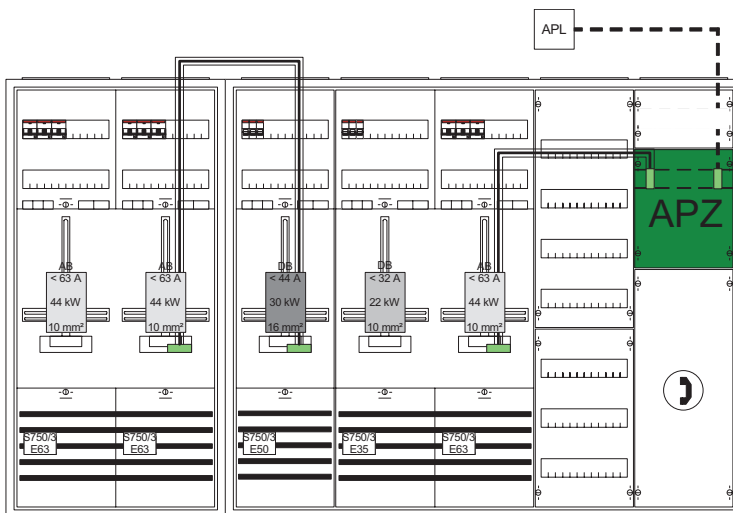 APL
APZ
AB
< 63 A
44 kW
10 mm²
AB
< 63 A
44 kW
10 mm²
DB
< 44 A
30 kW
16 mm²
DB
< 32 A
22 kW
10 mm²
AB
< 63 A
44 kW
10 mm²
S750/3
E63
S750/3
E63
S750/3
E50
S750/3
E35
S750/3
E63